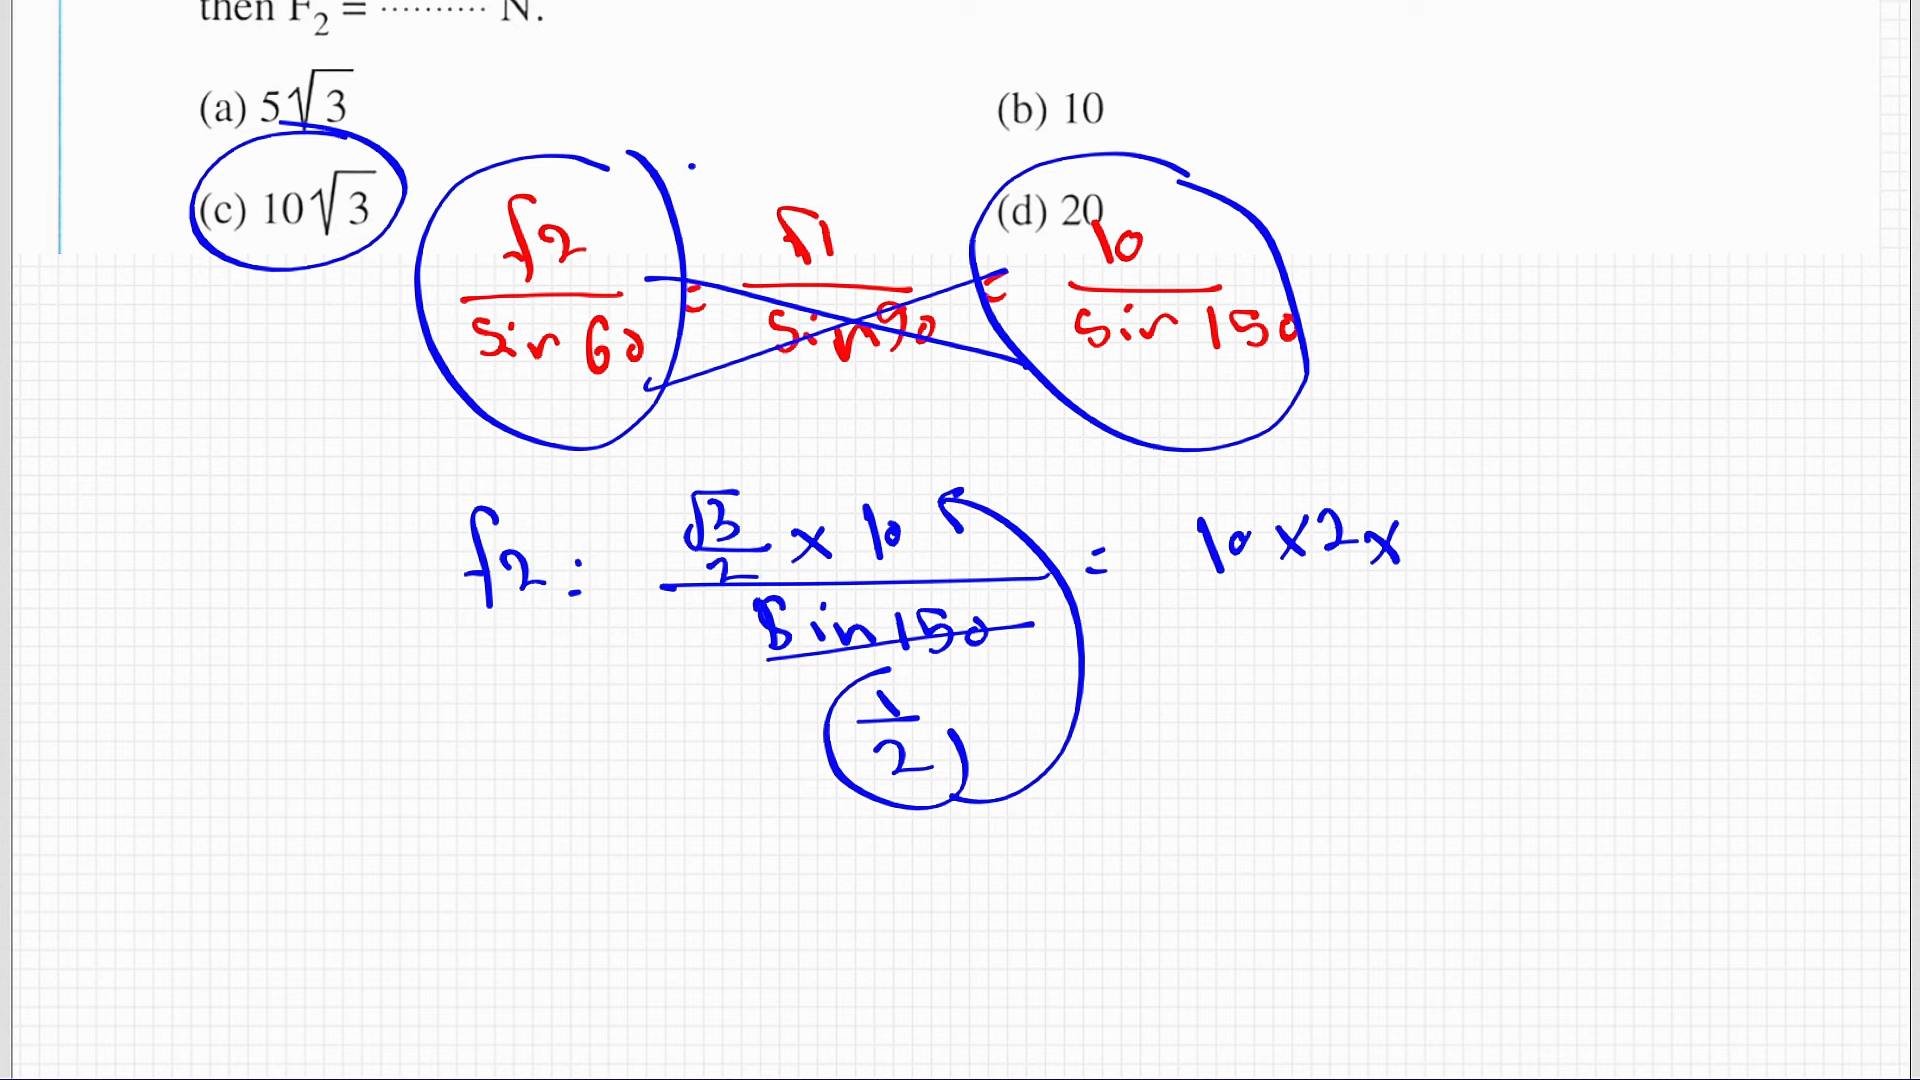 then F₂ = .......... N.
(a) 5√3 (b) 10
(c) 10√3 (d) 20
f2/sin 60 = f1/sin 90 = 10/sin 150
f2 = (√3/2 × 10)/sin 150 = 10 × 2 ×
1/2